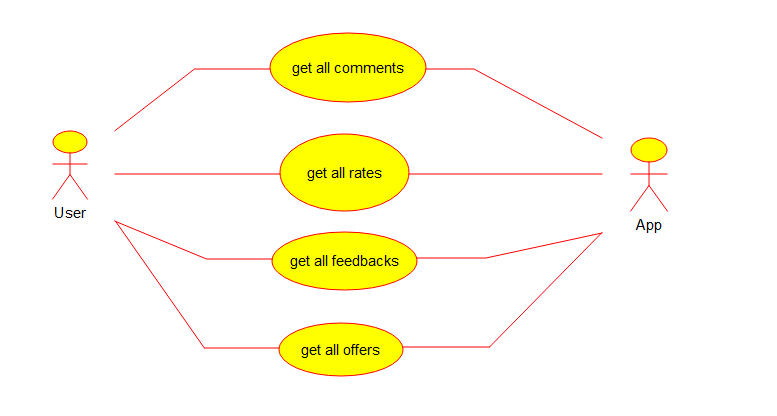 get all comments
get all rates
User
App
get all feedbacks
get all offers